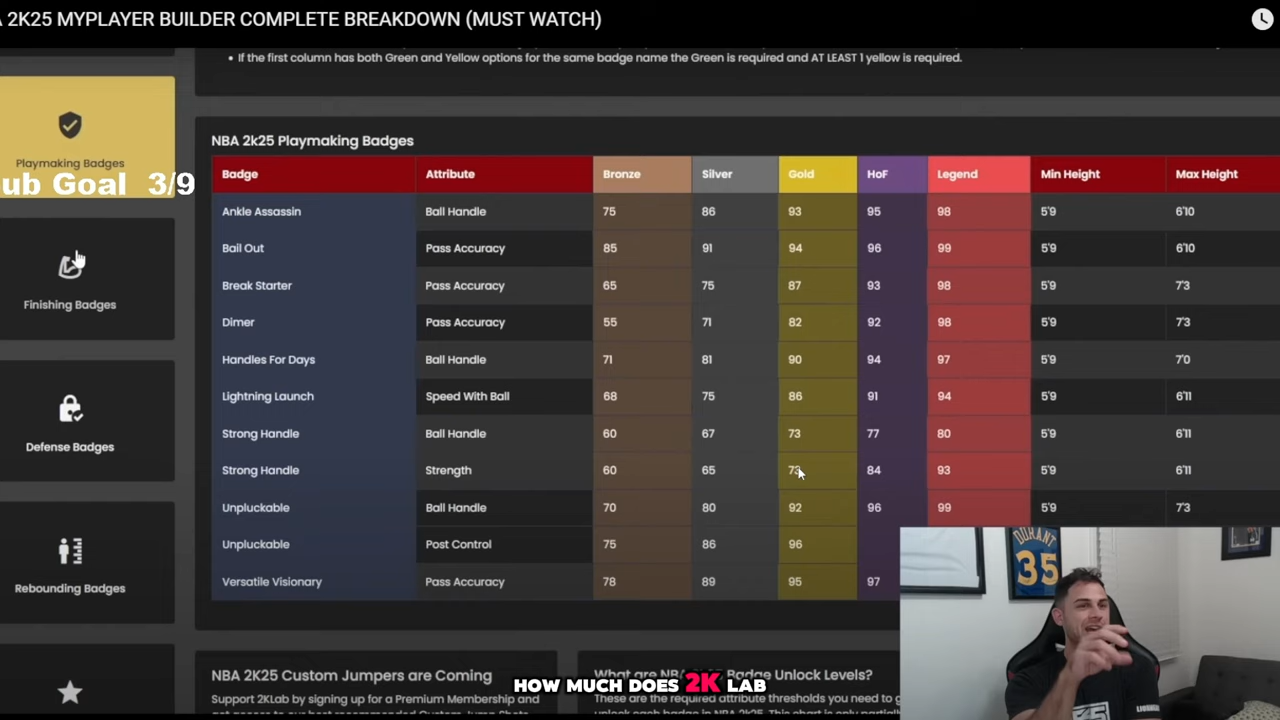 A 2K25 MYPLAYER BUILDER COMPLETE BREAKDOWN (MUST WATCH)
• If the first column has both Green and Yellow options for the same badge name the Green is required and AT LEAST 1 yellow is required.
Playmaking Badges
ub Goal 3/9
Finishing Badges
Defense Badges
Rebounding Badges
NBA 2k25 Playmaking Badges
Badge Attribute Bronze Silver Gold HoF Legend Min Height Max Height
Ankle Assassin Ball Handle 75 86 93 95 98 5'9 6'10
Bail Out Pass Accuracy 85 91 94 96 99 5'9 6'10
Break Starter Pass Accuracy 65 75 87 93 98 5'9 7'3
Dimer Pass Accuracy 55 71 82 92 98 5'9 7'3
Handles For Days Ball Handle 71 81 90 94 97 5'9 7'0
Lightning Launch Speed With Ball 68 75 86 91 94 5'9 6'11
Strong Handle Ball Handle 60 67 73 77 80 5'9 6'11
Strong Handle Strength 60 65 73 84 93 5'9 6'11
Unpluckable Ball Handle 70 80 92 96 99 5'9 7'3
Unpluckable Post Control 75 86 96
Versatile Visionary Pass Accuracy 78 89 95 97
DURANT
35
NBA 2K25 Custom Jumpers are Coming
Support 2KLab by signing up for a Premium Membership and
What are NBA Badge Unlock Levels?
These are the required attribute thresholds you need to
HOW MUCH DOES 2K LAB